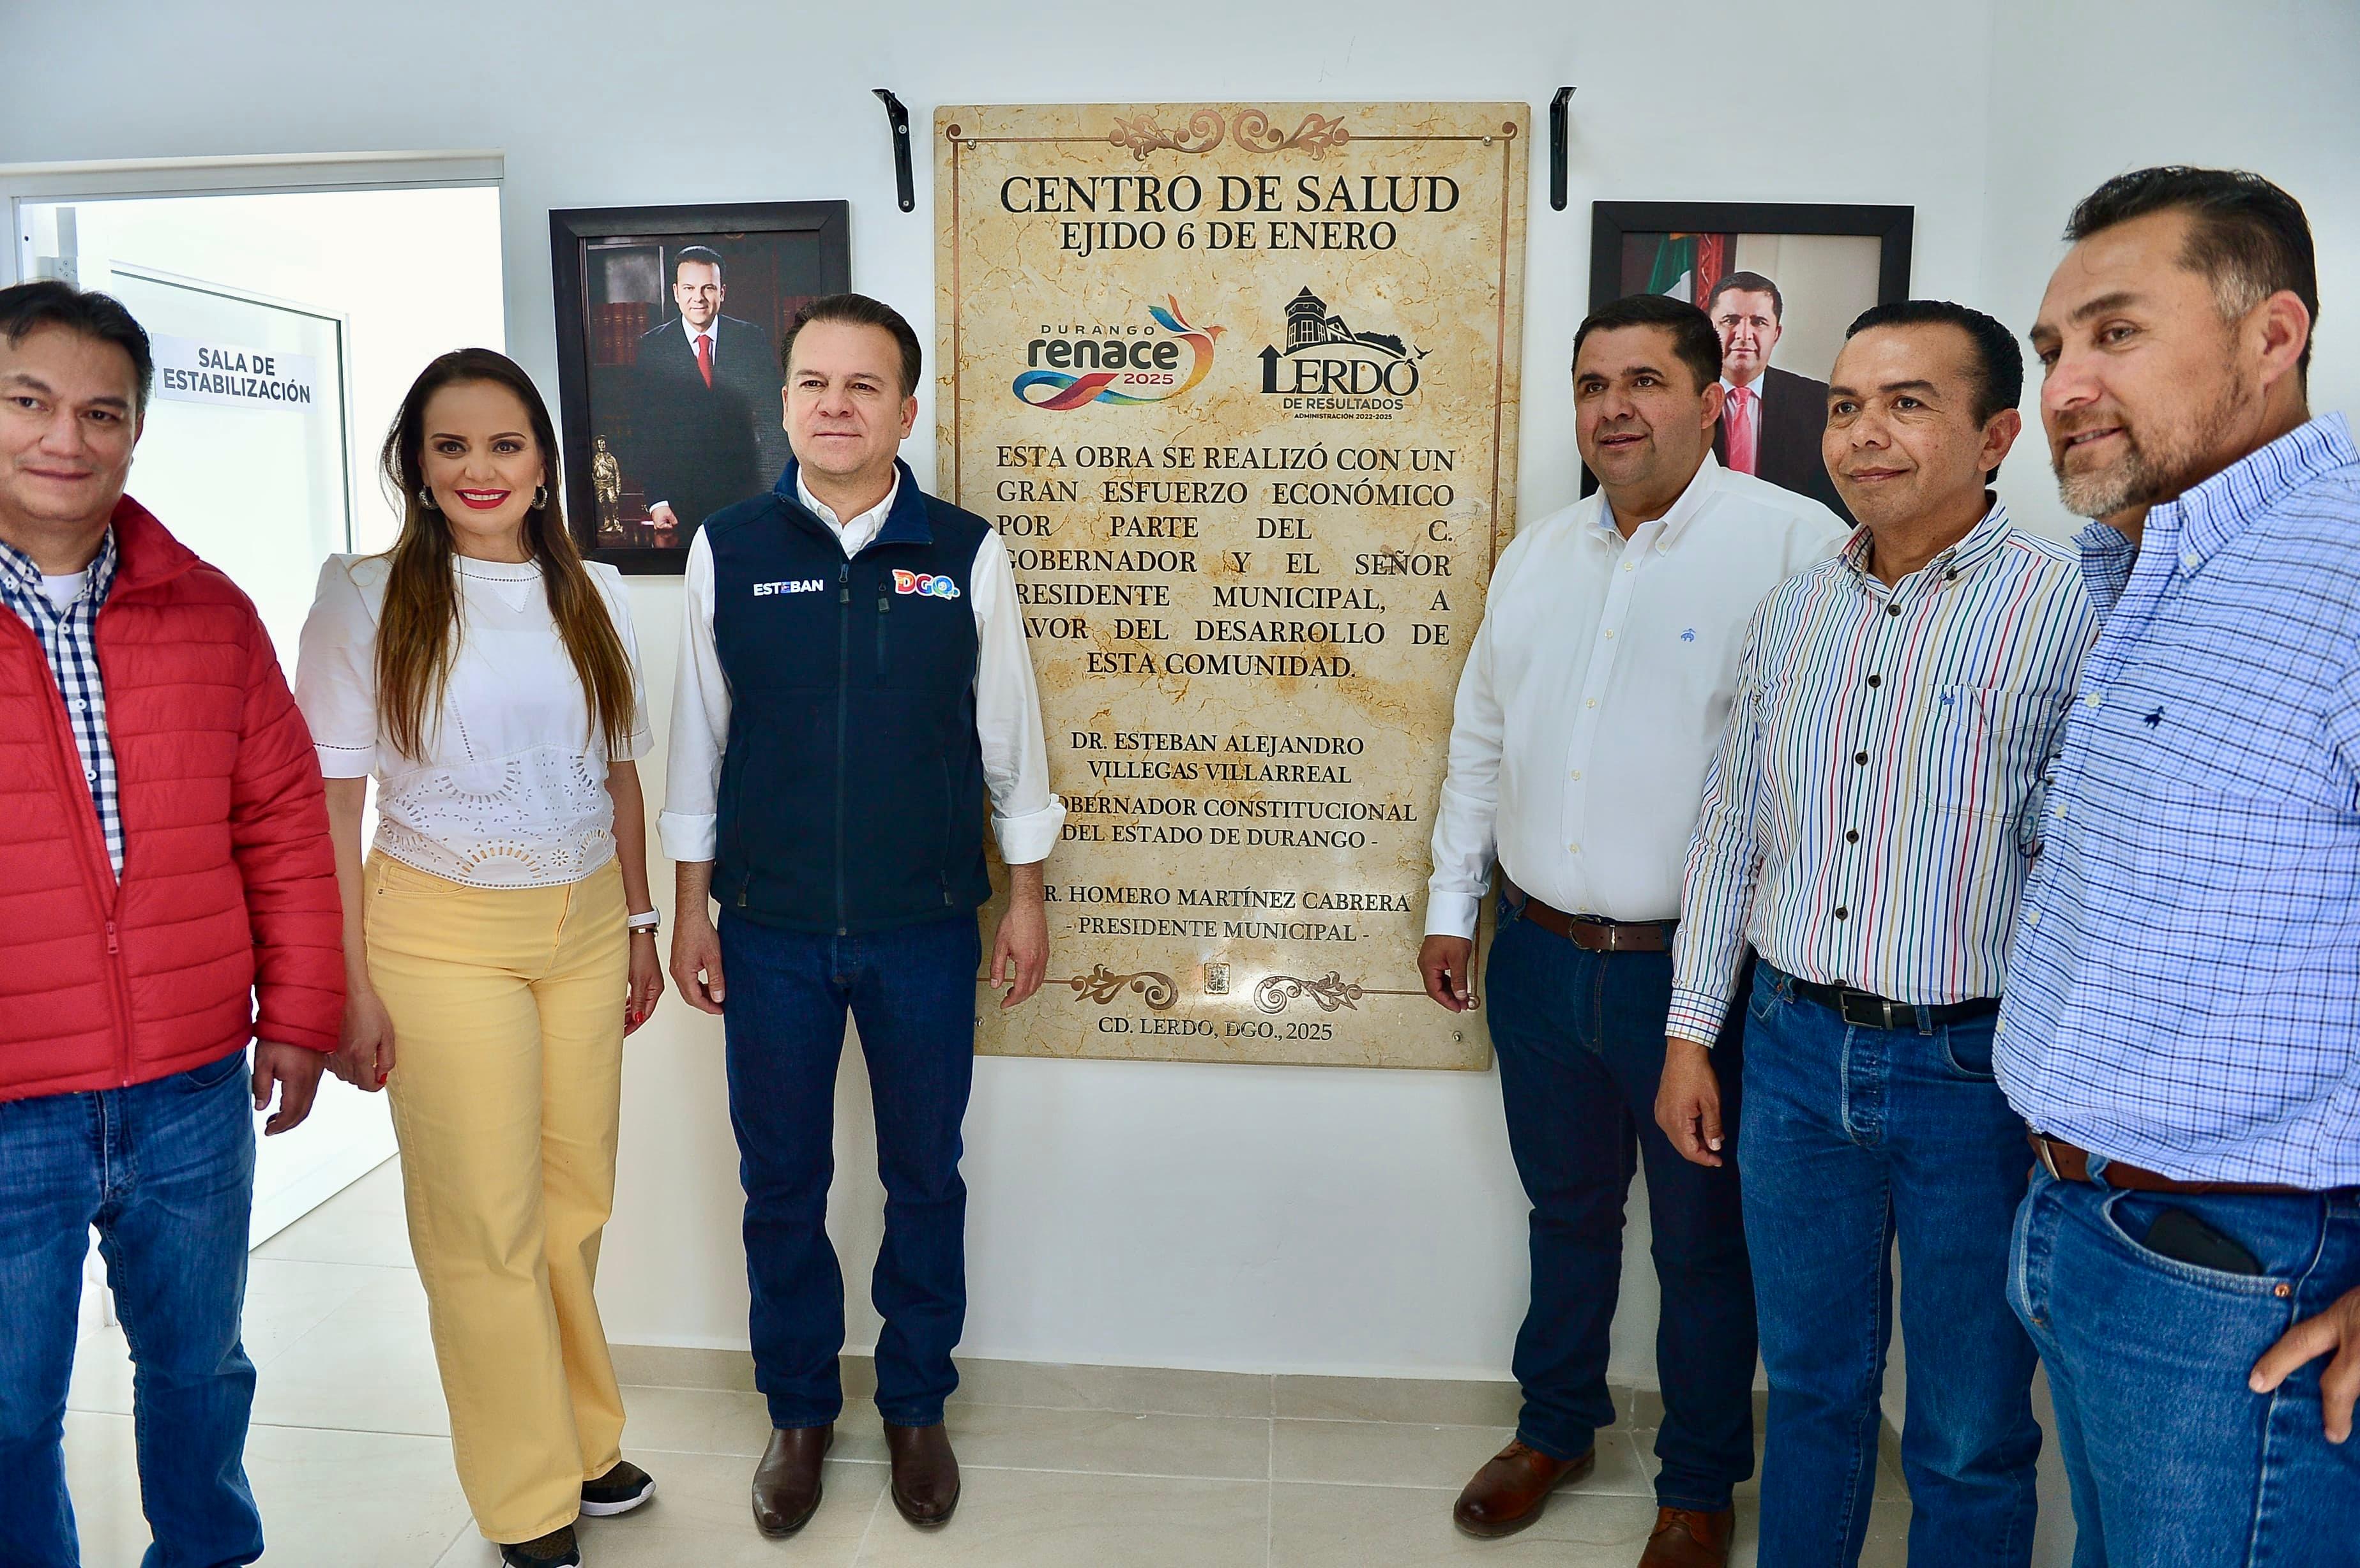 SALA DE
ESTABILIZACIÓN
ESTEBAN
DGO.
CENTRO DE SALUD
EJIDO 6 DE ENERO
DURANGO
renace
2025
LERDO
DE RESULTADOS
ADMINISTRACIÓN 2022-2025
ESTA OBRA SE REALIZÓ CON UN
GRAN ESFUERZO ECONÓMICO
POR PARTE DEL C.
GOBERNADOR Y EL SEÑOR
RESIDENTE MUNICIPAL, A
AVOR DEL DESARROLLO DE
ESTA COMUNIDAD.
DR. ESTEBAN ALEJANDRO
VILLEGAS VILLARREAL
OBERNADOR CONSTITUCIONAL
DEL ESTADO DE DURANGO -
R. HOMERO MARTÍNEZ CABRERA
- PRESIDENTE MUNICIPAL -
CD. LERDO, DGO., 2025